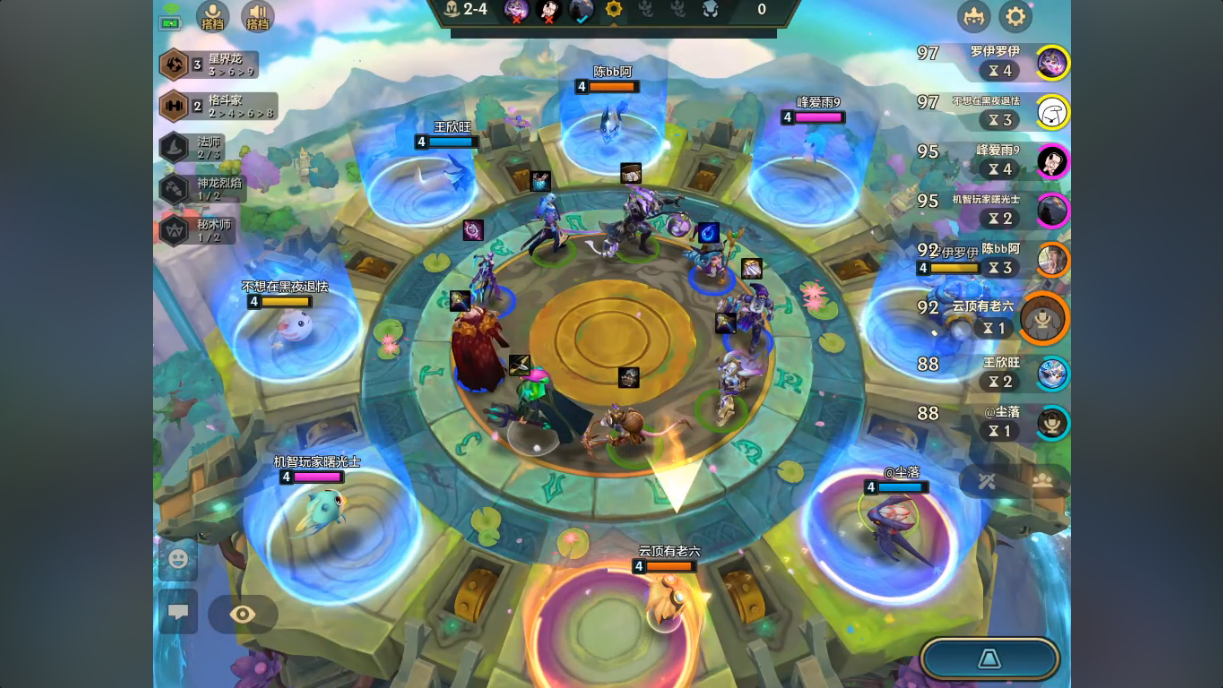 搭档
搭档
2-4
0
3
星界龙
3 > 6 > 9
2
格斗家
2 > 4 > 6 > 8
法师
2 / 3
神龙烈焰
1 / 2
秘术师
1 / 2
陈bb阿
4
王欣旺
4
峰爱雨9
4
不想在黑夜退怯
4
罗伊罗伊
4
机智玩家曙光士
4
@尘落
4
云顶有老六
4
97
罗伊罗伊
4
97
不想在黑夜退怯
3
95
峰爱雨9
4
95
机智玩家曙光士
2
92
陈bb阿
3
92
云顶有老六
1
88
王欣旺
2
88
@尘落
1